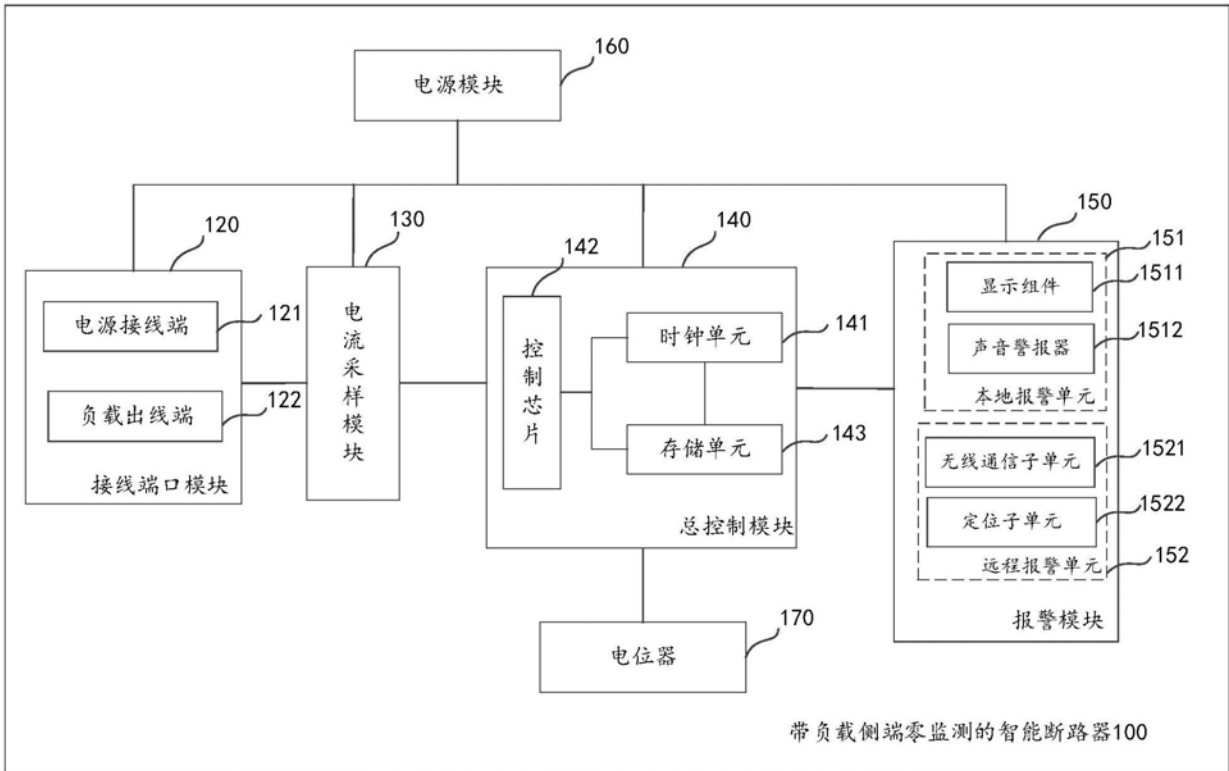 160
电源模块
120
130
140
150
142
151
1511
显示组件
电源接线端
121
电流采样模块
控制芯片
时钟单元
141
1512
声音警报器
本地报警单元
负载出线端
122
存储单元
143
无线通信子单元
1521
接线端口模块
定位子单元
1522
总控制模块
远程报警单元
152
报警模块
170
电位器
带负载侧端零监测的智能断路器100